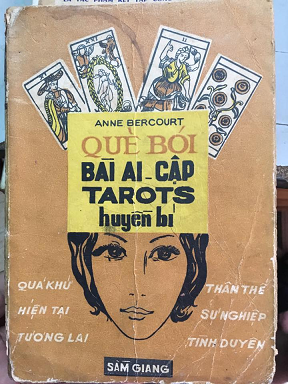 ANNE BERCOURT
QUẺ BÓI
BÀI AI-CẬP
TAROTS
huyền bí
QUÁ KHỨ
HIỆN TẠI
TƯƠNG LAI
THÂN THẾ
SỰ NGHIỆP
TÌNH DUYÊN
SÀM GIANG